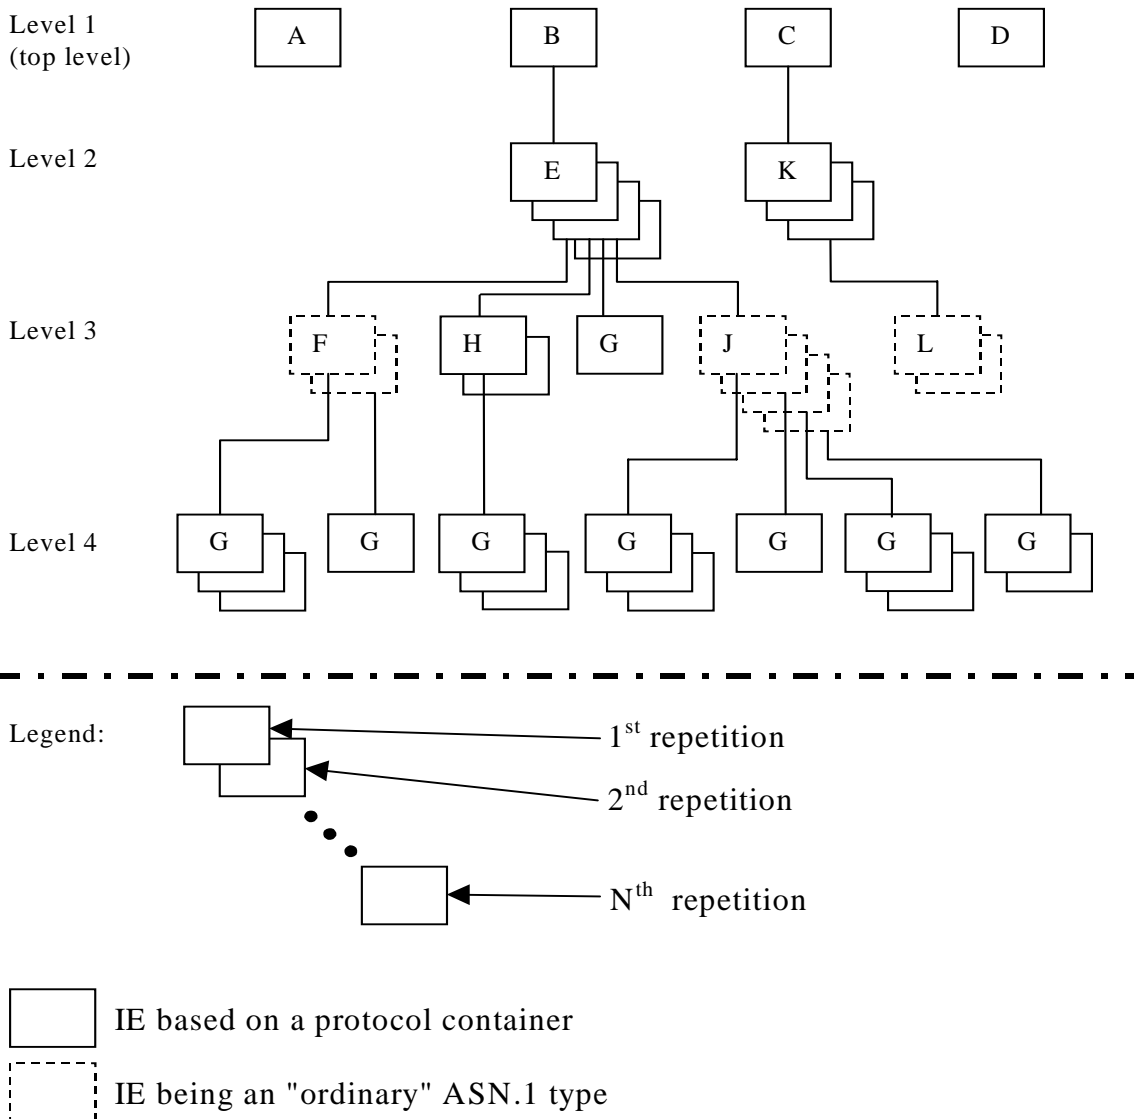 Level 1
(top level)
A B C D
Level 2
E K
Level 3
F H G J L
Level 4
G G G G G G G
Legend:
1st repetition
2nd repetition
Nth repetition
IE based on a protocol container
IE being an "ordinary" ASN.1 type